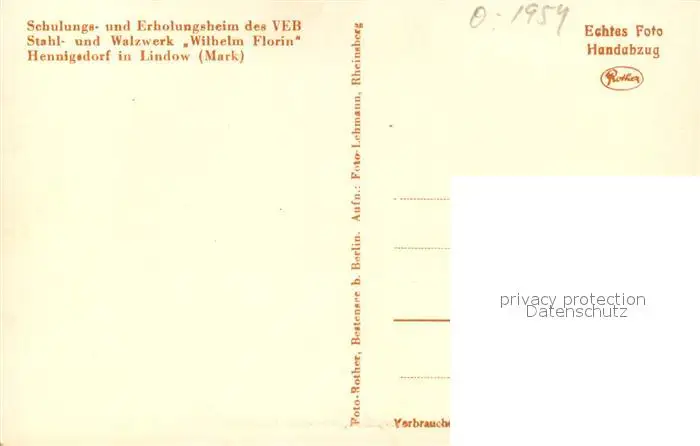 Schulungs- und Erholungsheim des VEB
Stahl- und Walzwerk „Wilhelm Florin"
Hennigsdorf in Lindow (Mark)
0-1954
Echtes Foto
Handabzug
Rother
Foto-Rother, Bestensee b. Berlin. Aufn.: Foto-Lehmann, Rheinsberg
privacy protection
Datenschutz